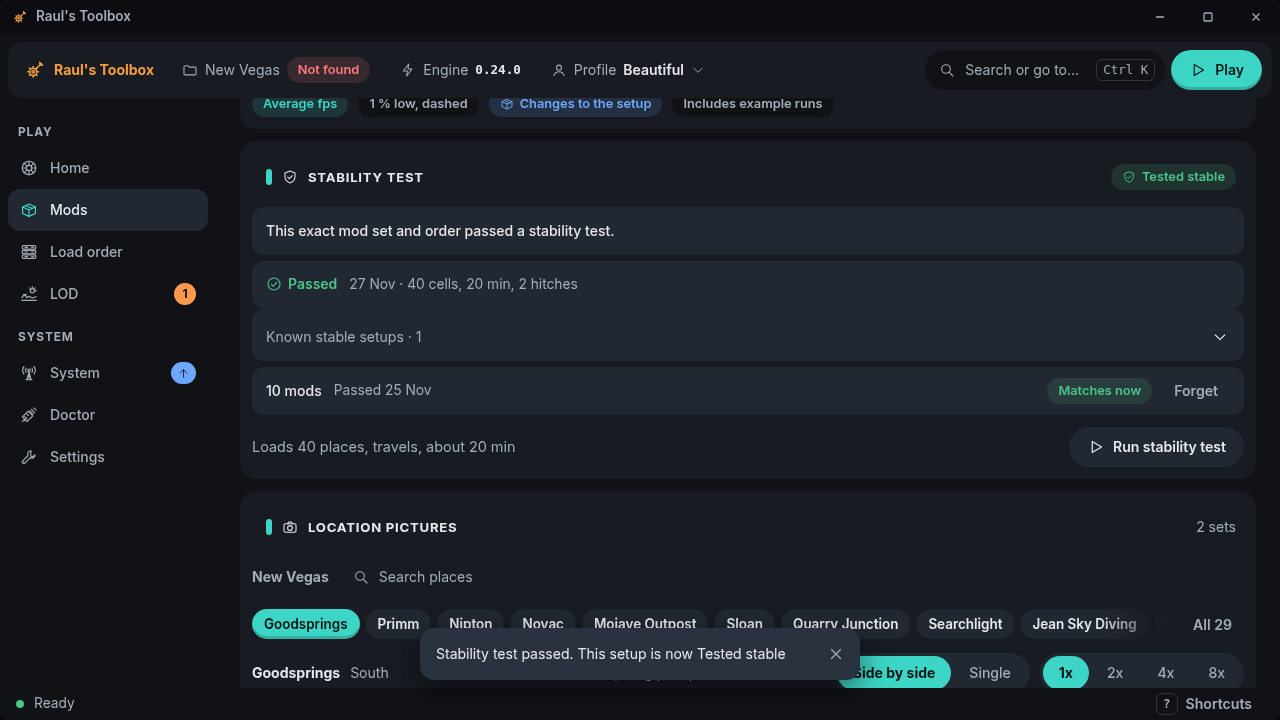 Raul's Toolbox
Raul's Toolbox
New Vegas Not found
Engine 0.24.0
Profile Beautiful
Search or go to... Ctrl K
Play
Average fps
1 % low, dashed
Changes to the setup
Includes example runs
PLAY
Home
Mods
Load order
LOD 1
SYSTEM
System
Doctor
Settings
STABILITY TEST
Tested stable
This exact mod set and order passed a stability test.
Passed 27 Nov · 40 cells, 20 min, 2 hitches
Known stable setups · 1
10 mods Passed 25 Nov
Matches now
Forget
Loads 40 places, travels, about 20 min
Run stability test
LOCATION PICTURES
2 sets
New Vegas
Search places
Goodsprings Primm Nipton Novac Mojave Outpost Sloan Quarry Junction Searchlight Jean Sky Diving All 29
Goodsprings South
Side by side Single 1x 2x 4x 8x
Stability test passed. This setup is now Tested stable
Ready
? Shortcuts